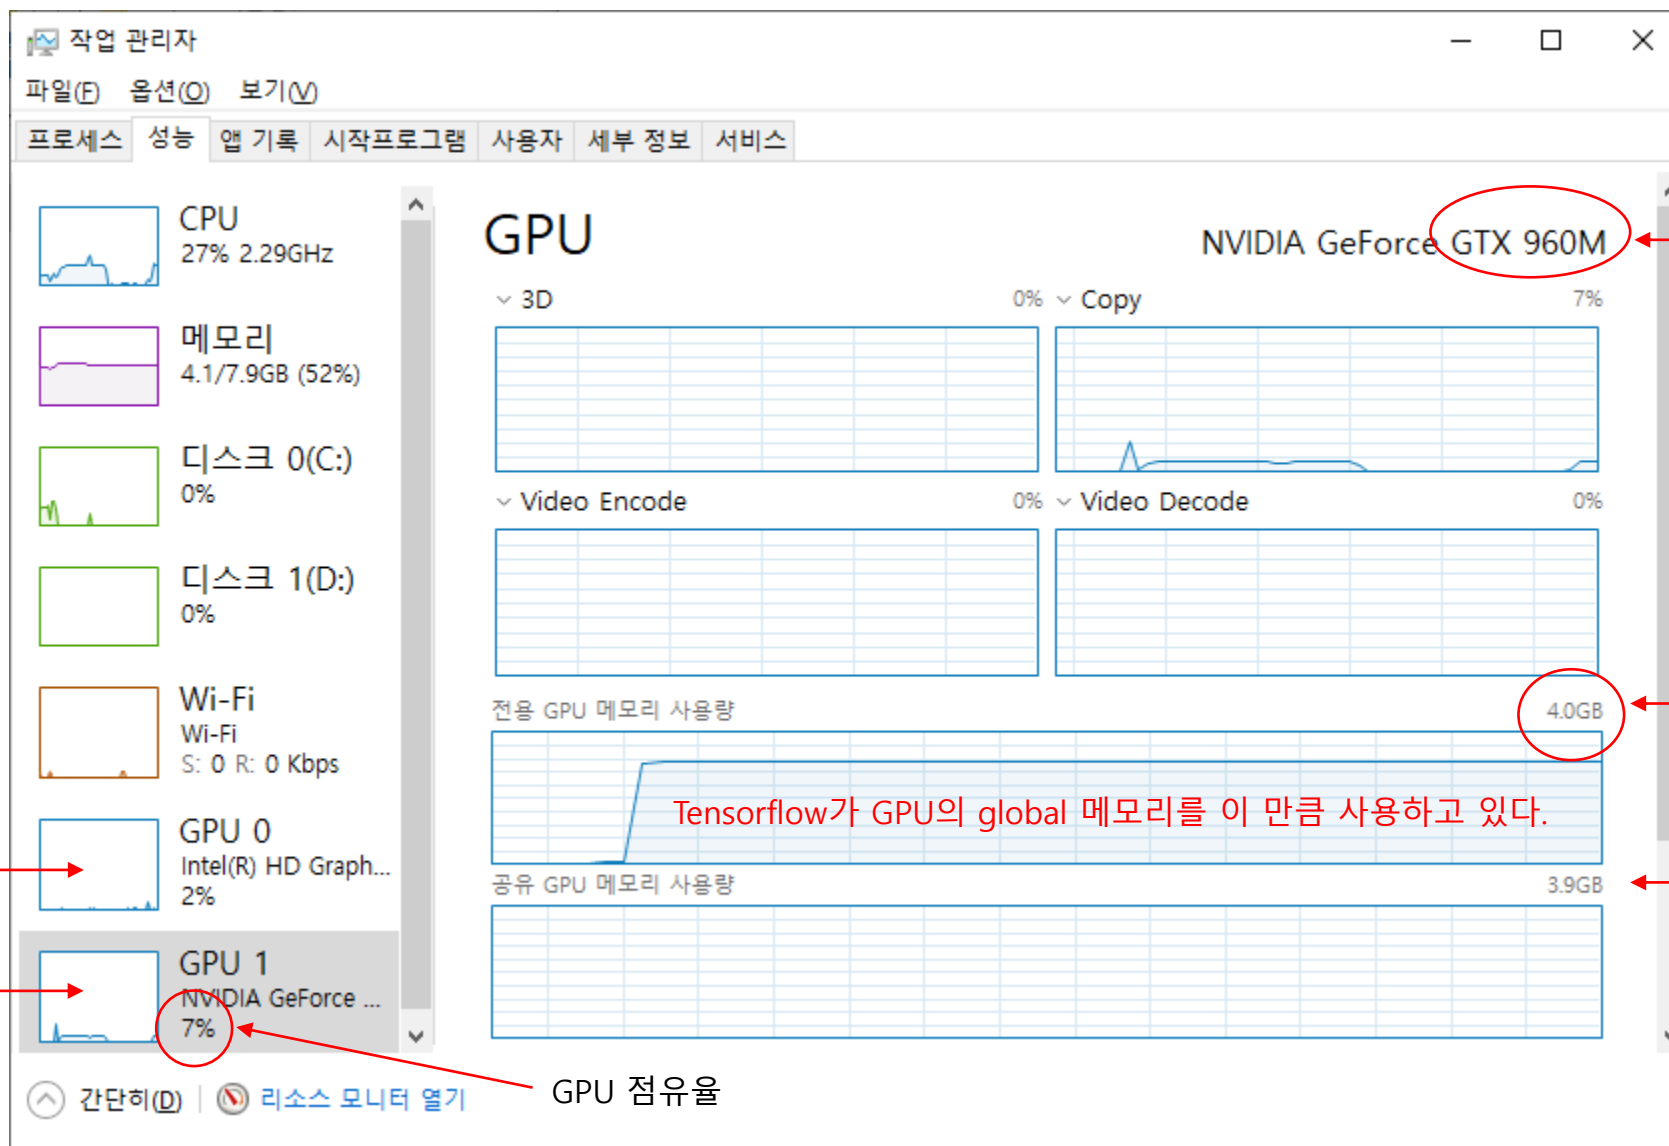 작업 관리자
파일(F) 옵션(O) 보기(V)
프로세스 성능 앱 기록 시작프로그램 사용자 세부 정보 서비스
CPU
27% 2.29GHz
메모리
4.1/7.9GB (52%)
디스크 0(C:)
0%
디스크 1(D:)
0%
Wi-Fi
Wi-Fi
S: 0 R: 0 Kbps
GPU 0
Intel(R) HD Graph...
2%
GPU 1
NVIDIA GeForce ...
7%
GPU
NVIDIA GeForce GTX 960M
3D 0%
Copy 7%
Video Encode 0%
Video Decode 0%
전용 GPU 메모리 사용량 4.0GB
Tensorflow가 GPU의 global 메모리를 이 만큼 사용하고 있다.
공유 GPU 메모리 사용량 3.9GB
간단히(D) 리소스 모니터 열기
GPU 점유율